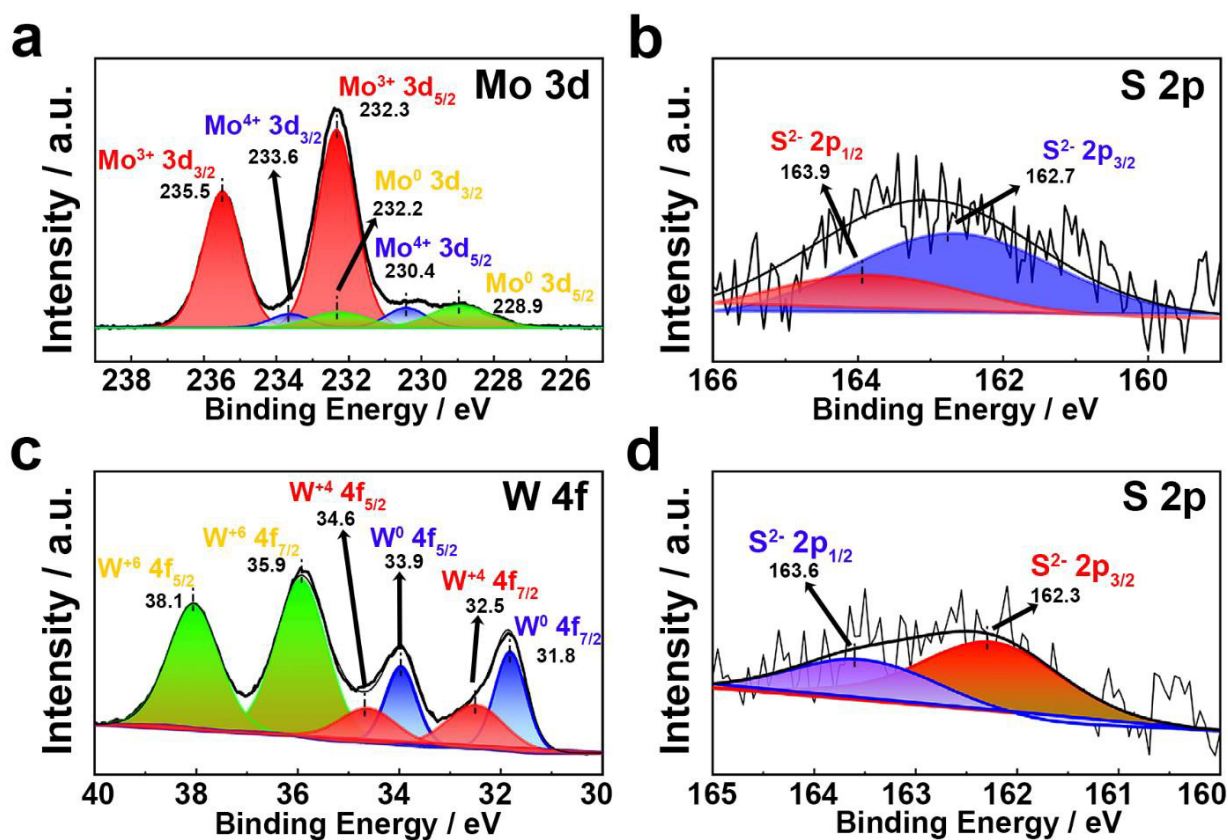 a
Mo 3d
Mo³⁺ 3d₅/₂
232.3
Mo⁴⁺ 3d₃/₂
233.6
Mo³⁺ 3d₃/₂
235.5
Mo⁰ 3d₃/₂
232.2
Mo⁴⁺ 3d₅/₂
230.4
Mo⁰ 3d₅/₂
228.9
Intensity / a.u.
238 236 234 232 230 228 226
Binding Energy / eV
b
S 2p
S²⁻ 2p₁/₂
163.9
S²⁻ 2p₃/₂
162.7
Intensity / a.u.
166 164 162 160
Binding Energy / eV
c
W 4f
W⁺⁴ 4f₅/₂
34.6
W⁺⁶ 4f₇/₂
35.9
W⁰ 4f₅/₂
33.9
W⁺⁶ 4f₅/₂
38.1
W⁺⁴ 4f₇/₂
32.5
W⁰ 4f₇/₂
31.8
Intensity / a.u.
40 38 36 34 32 30
Binding Energy / eV
d
S 2p
S²⁻ 2p₁/₂
163.6
S²⁻ 2p₃/₂
162.3
Intensity / a.u.
165 164 163 162 161 160
Binding Energy / eV